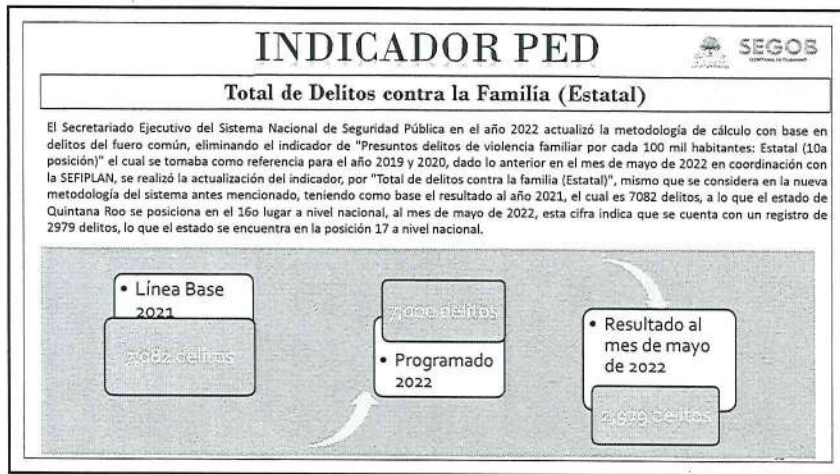 INDICADOR PED
SEGOB
Total de Delitos contra la Familia (Estatal)
El Secretariado Ejecutivo del Sistema Nacional de Seguridad Pública en el año 2022 actualizó la metodología de cálculo con base en
delitos del fuero común, eliminando el indicador de "Presuntos delitos de violencia familiar por cada 100 mil habitantes: Estatal (10a
posición)" el cual se tomaba como referencia para el año 2019 y 2020, dado lo anterior en el mes de mayo de 2022 en coordinación con
la SEFIPLAN, se realizó la actualización del indicador, por "Total de delitos contra la familia (Estatal)", mismo que se considera en la nueva
metodología del sistema antes mencionado, teniendo como base el resultado al año 2021, el cual es 7082 delitos, a lo que el estado de
Quintana Roo se posiciona en el 16o lugar a nivel nacional, al mes de mayo de 2022, esta cifra indica que se cuenta con un registro de
2979 delitos, lo que el estado se encuentra en la posición 17 a nivel nacional.
• Línea Base
2021
7,082 delitos
7,000 delitos
• Programado
2022
• Resultado al
mes de mayo
de 2022
2,979 delitos